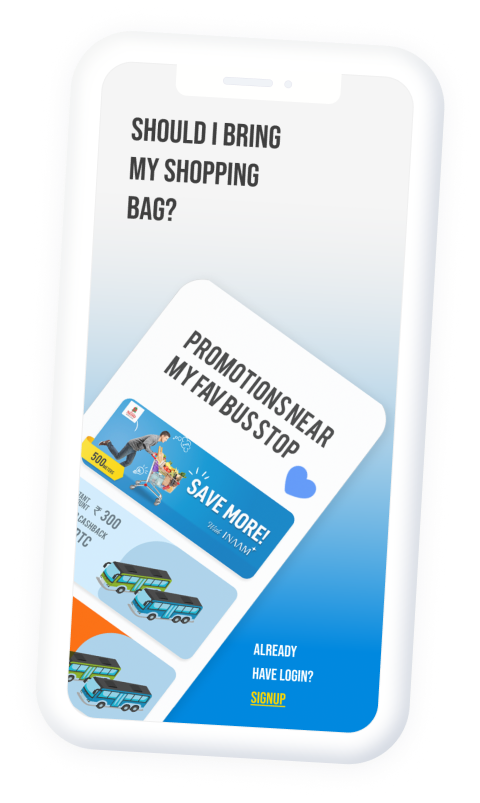 SHOULD I BRING
MY SHOPPING
BAG?
PROMOTIONS NEAR
MY FAV BUS STOP
500
SAVE MORE!
With INAAM+
₹ 300
CASHBACK
ALREADY
HAVE LOGIN?
SIGNUP